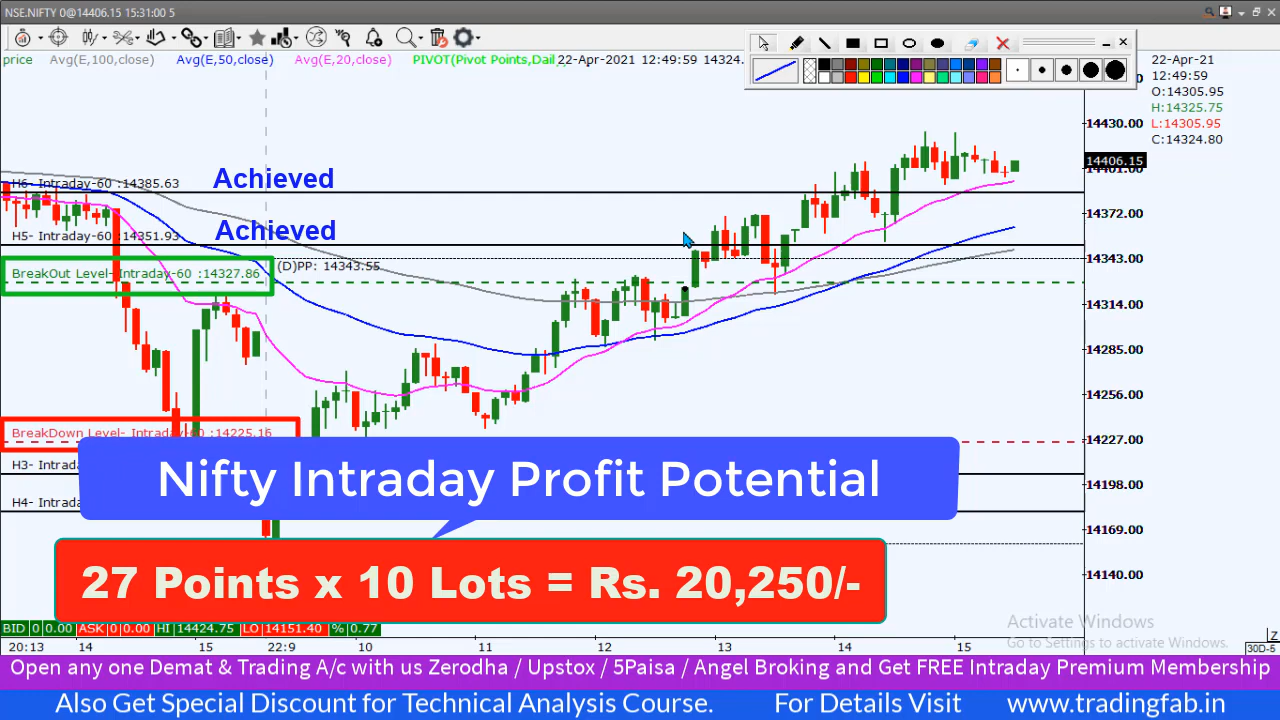 NSE.NIFTY 0@14406.15 15:31:00 5
price Avg(E,100,close) Avg(E,50,close) Avg(E,20,close) PIVOT(Pivot Points,Dail 22-Apr-2021 12:49:59 14324.
22-Apr-21
12:49:59
O:14305.95
H:14325.75
L:14305.95
C:14324.80
14430.00
14406.15
14401.00
14372.00
14343.00
14314.00
14285.00
14256.00
14227.00
14198.00
14169.00
14140.00
H6- Intraday-60 :14385.63
Achieved
H5- Intraday-60 :14351.93
Achieved
BreakOut Level- Intraday-60 :14327.86
(D)PP: 14343.55
BreakDown Level- Intraday-60 :14225.16
H3- Intrad
H4- Intrad
Nifty Intraday Profit Potential
27 Points x 10 Lots = Rs. 20,250/-
Activate Windows
Go to Settings to activate Windows.
BID 0 0.00 ASK 0 0.00 HI 14424.75 LO 14151.40 % 0.77
20:13 14 15 22:9 10 11 12 13 14 15
Z
30D-5
Open any one Demat & Trading A/c with us Zerodha / Upstox / 5Paisa / Angel Broking and Get FREE Intraday Premium Membership
Also Get Special Discount for Technical Analysis Course. For Details Visit www.tradingfab.in